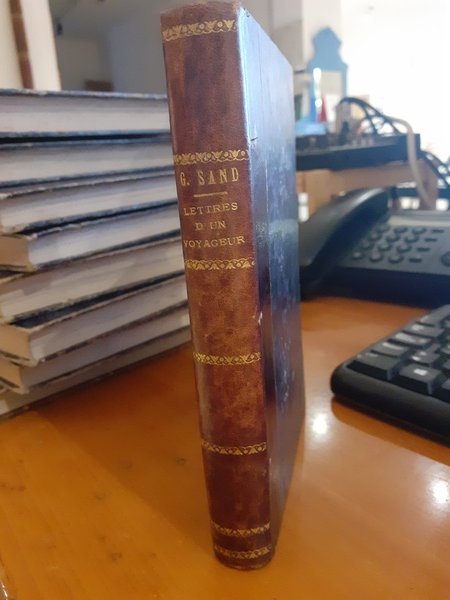 G. SAND
LETTRES
D'UN
VOYAGEUR